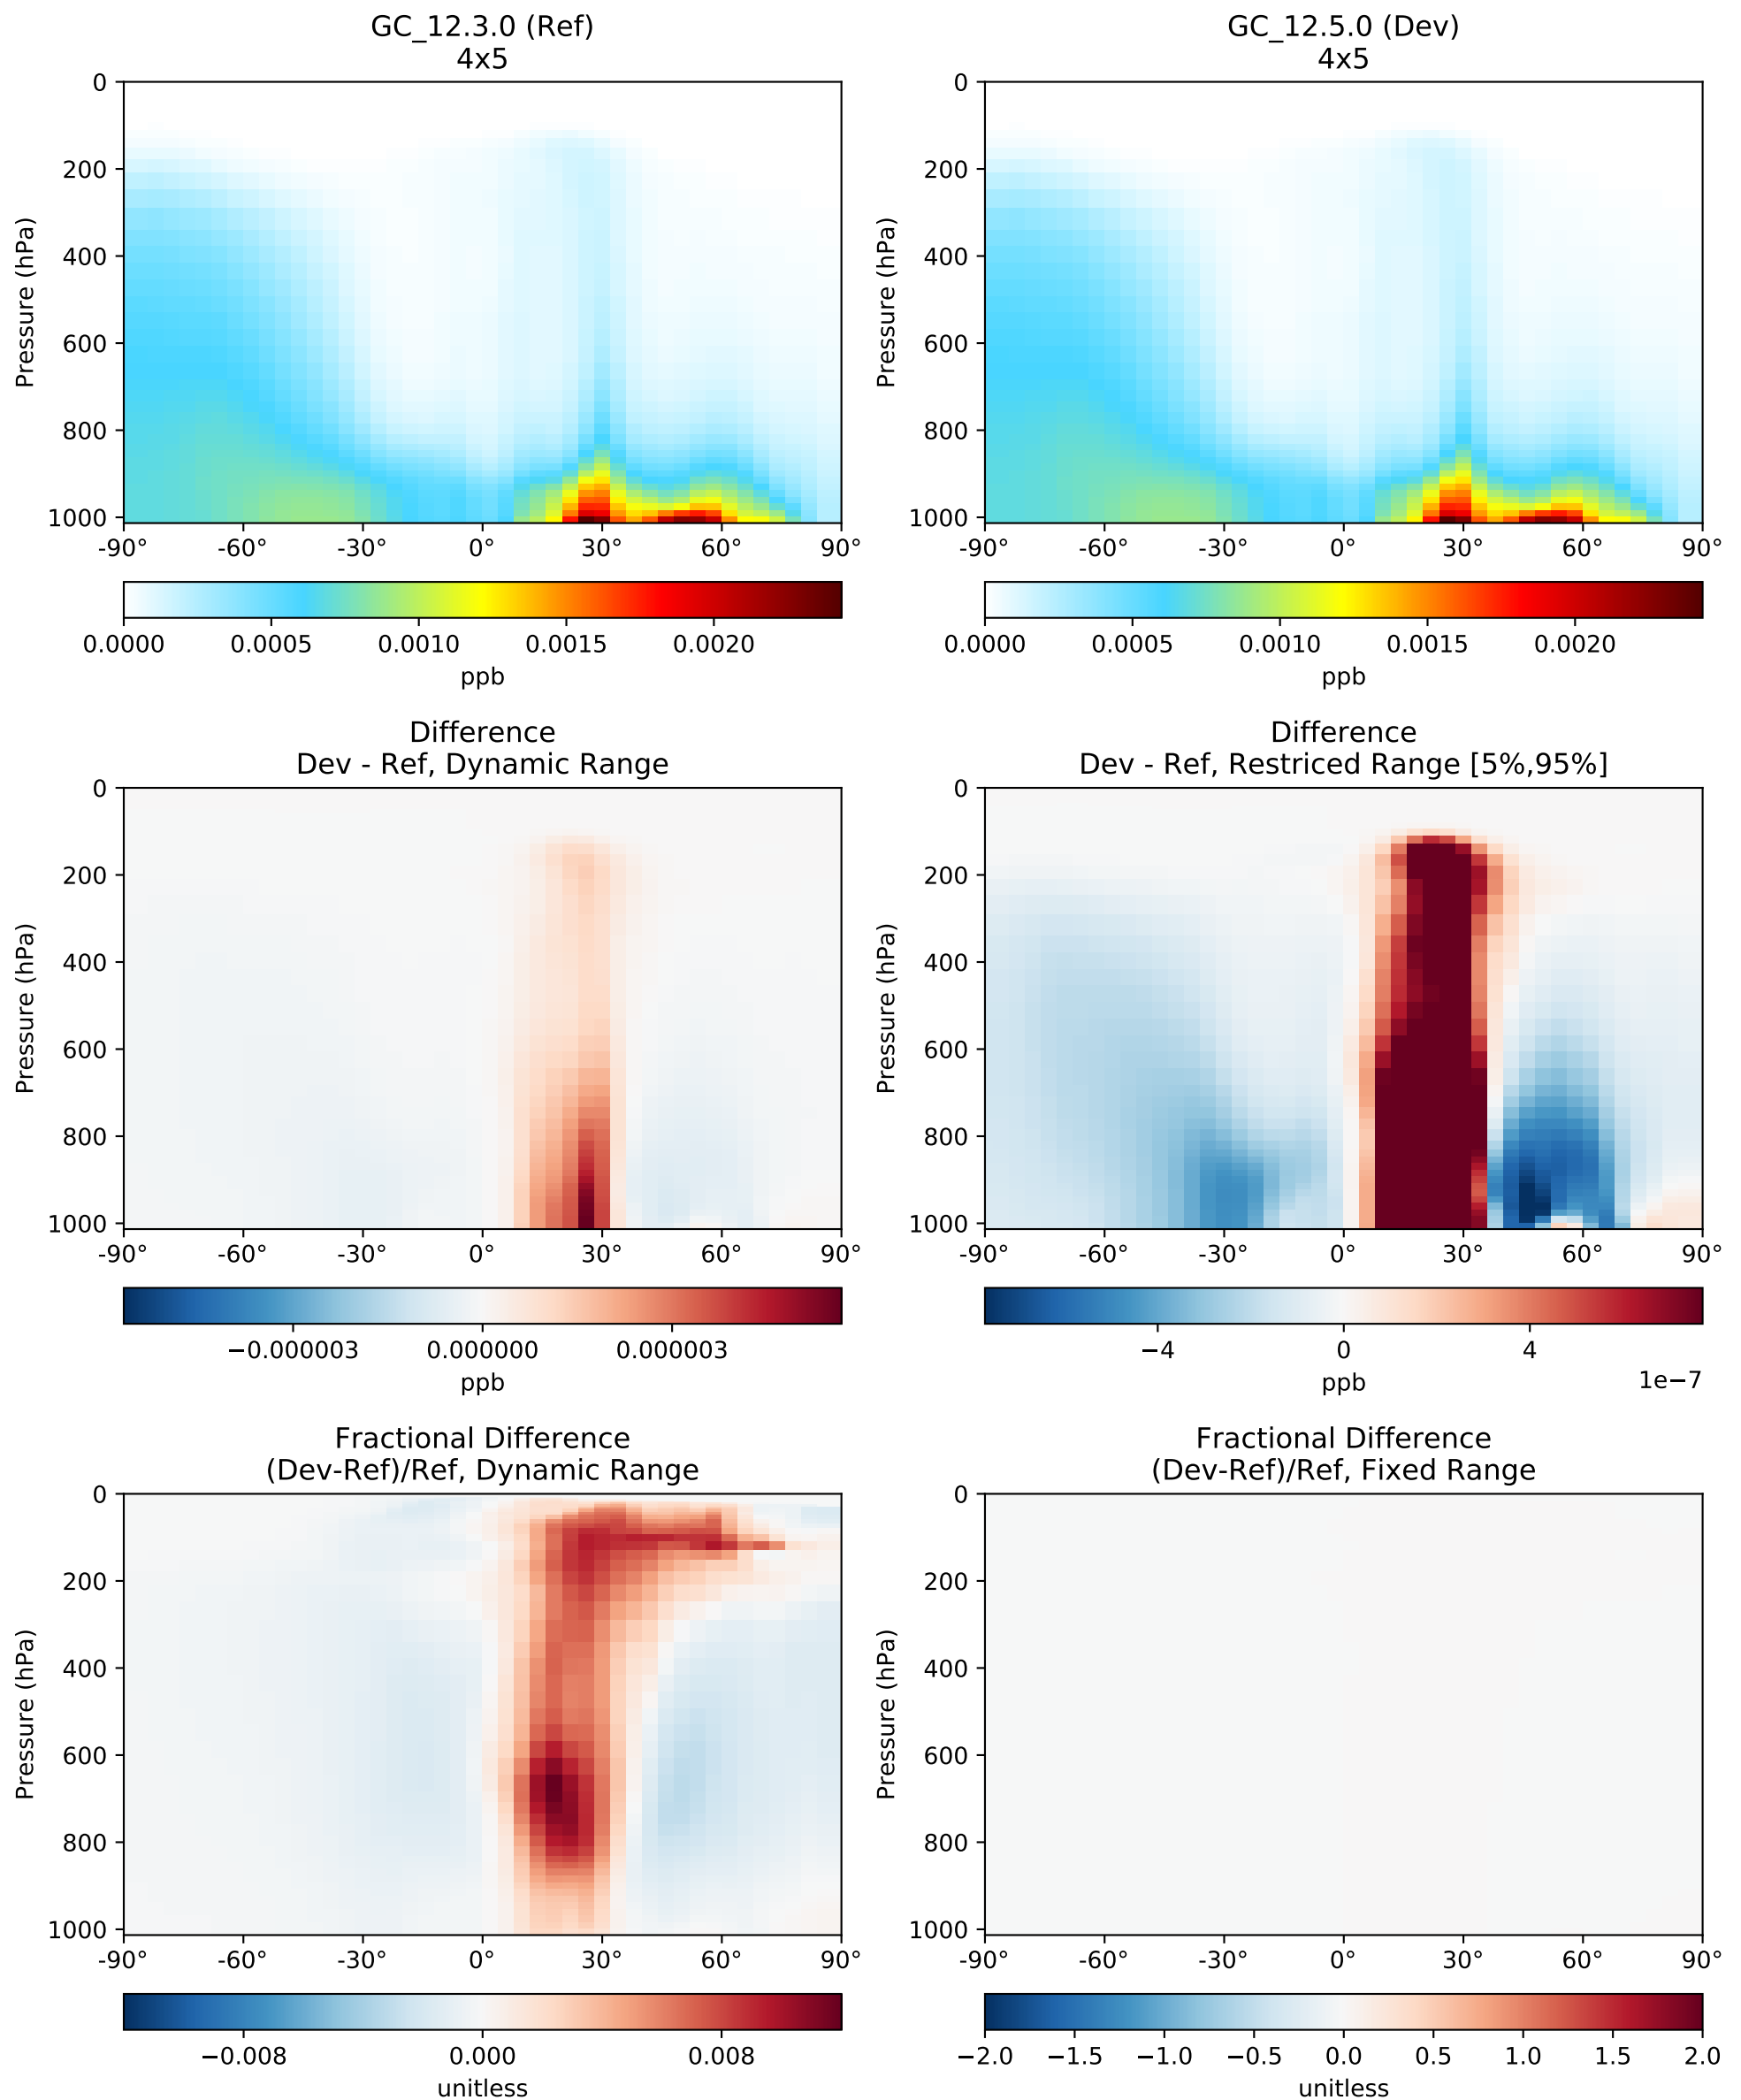 GC_12.3.0 (Ref)
4x5
GC_12.5.0 (Dev)
4x5
Pressure (hPa)
0
200
400
600
800
1000
-90° -60° -30° 0° 30° 60° 90°
0.0000 0.0005 0.0010 0.0015 0.0020
ppb
Pressure (hPa)
0
200
400
600
800
1000
-90° -60° -30° 0° 30° 60° 90°
0.0000 0.0005 0.0010 0.0015 0.0020
ppb
Difference
Dev - Ref, Dynamic Range
Pressure (hPa)
0
200
400
600
800
1000
-90° -60° -30° 0° 30° 60° 90°
−0.000003 0.000000 0.000003
ppb
Difference
Dev - Ref, Restriced Range [5%,95%]
Pressure (hPa)
0
200
400
600
800
1000
-90° -60° -30° 0° 30° 60° 90°
−4 0 4
ppb
1e−7
Fractional Difference
(Dev-Ref)/Ref, Dynamic Range
Pressure (hPa)
0
200
400
600
800
1000
-90° -60° -30° 0° 30° 60° 90°
−0.008 0.000 0.008
unitless
Fractional Difference
(Dev-Ref)/Ref, Fixed Range
Pressure (hPa)
0
200
400
600
800
1000
-90° -60° -30° 0° 30° 60° 90°
−2.0 −1.5 −1.0 −0.5 0.0 0.5 1.0 1.5 2.0
unitless